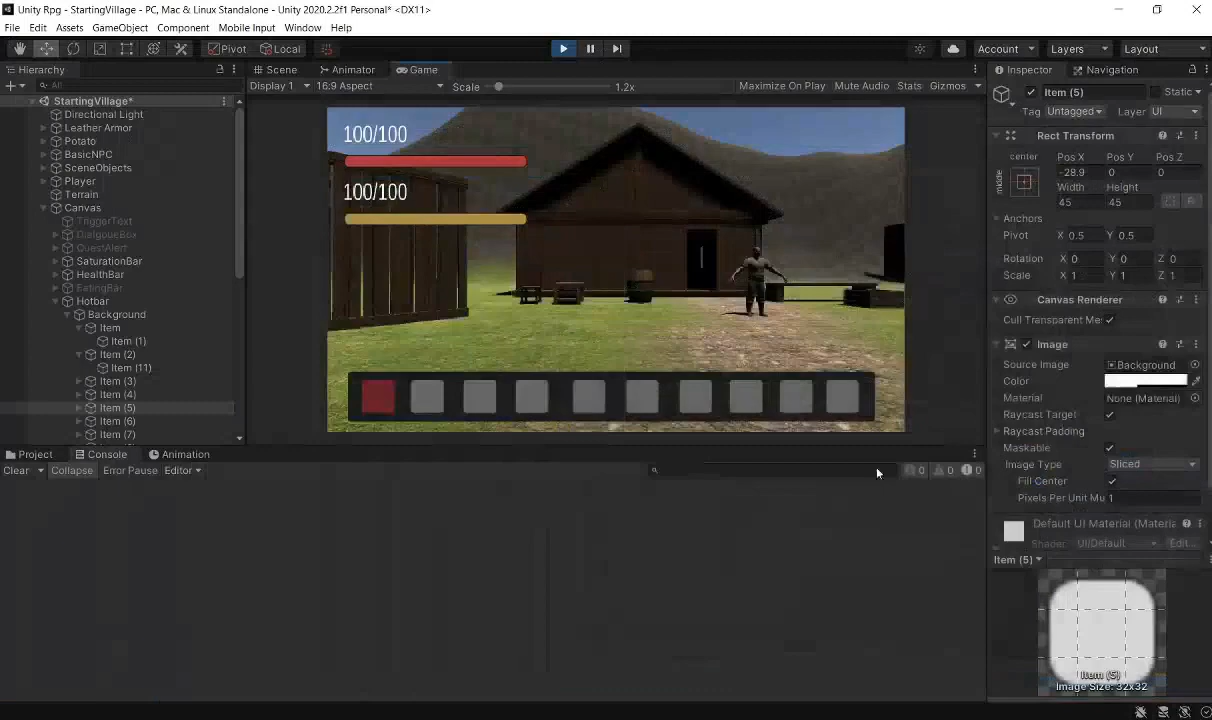 Unity Rpg - StartingVillage - PC, Mac & Linux Standalone - Unity 2020.2.2f1 Personal* <DX11>
File Edit Assets GameObject Component Mobile Input Window Help
Pivot Local Account Layers Layout
Hierarchy
All
StartingVillage*
Directional Light
Leather Armor
Potato
BasicNPC
SceneObjects
Player
Terrain
Canvas
TriggerText
DialogueBox
QuestAlert
SaturationBar
HealthBar
EatingBar
Hotbar
Background
Item
Item (1)
Item (2)
Item (11)
Item (3)
Item (4)
Item (5)
Item (6)
Item (7)
Scene Animator Game
Display 1 16:9 Aspect Scale 1.2x Maximize On Play Mute Audio Stats Gizmos
100/100
100/100
Project Console Animation
Clear Collapse Error Pause Editor 0 0 0
Inspector Navigation
Item (5) Static
Tag Untagged Layer UI
Rect Transform
center Pos X Pos Y Pos Z
middle -28.9 0 0
Width Height
45 45 R
Anchors
Pivot X 0.5 Y 0.5
Rotation X 0 Y 0 Z 0
Scale X 1 Y 1 Z 1
Canvas Renderer
Cull Transparent Me
Image
Source Image Background
Color
Material None (Material)
Raycast Target
Raycast Padding
Maskable
Image Type Sliced
Fill Center
Pixels Per Unit Mu 1
Default UI Material (Materia
Shader UI/Default Edit...
Item (5)
Item (5)
Image Size: 32x32